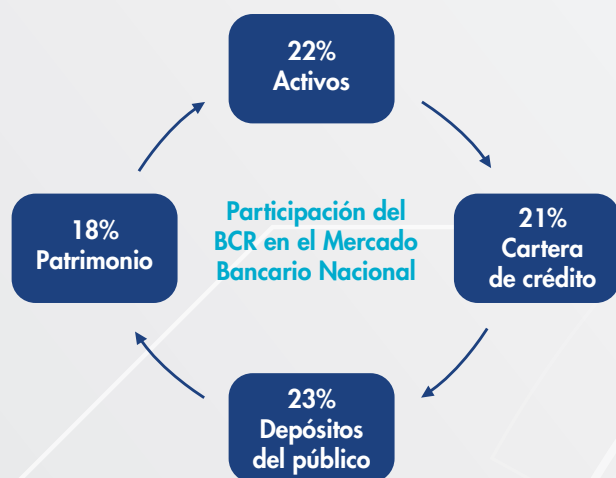 22%
Activos
Participación del
BCR en el Mercado
Bancario Nacional
18%
Patrimonio
21%
Cartera
de crédito
23%
Depósitos
del público